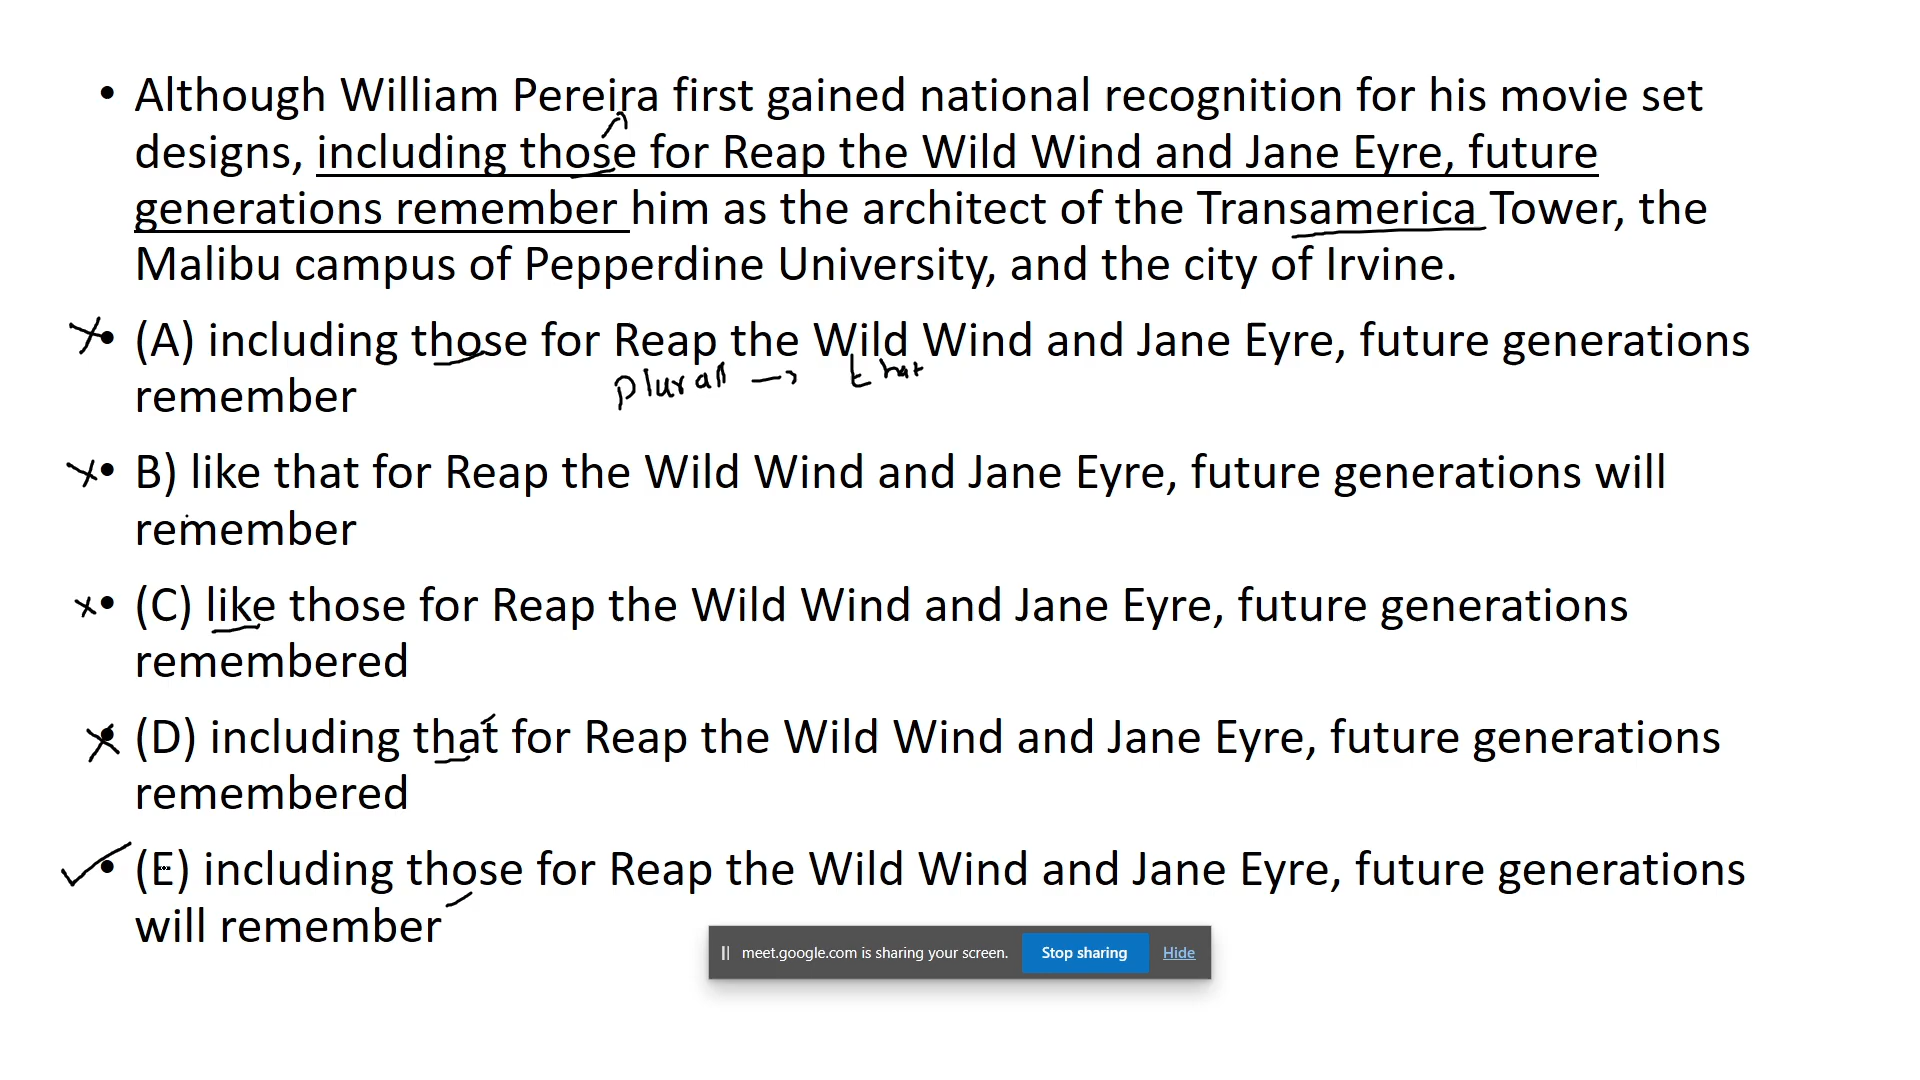 • Although William Pereira first gained national recognition for his movie set
designs, including those for Reap the Wild Wind and Jane Eyre, future
generations remember him as the architect of the Transamerica Tower, the
Malibu campus of Pepperdine University, and the city of Irvine.
• (A) including those for Reap the Wild Wind and Jane Eyre, future generations
plural → that
remember
• B) like that for Reap the Wild Wind and Jane Eyre, future generations will
remember
• (C) like those for Reap the Wild Wind and Jane Eyre, future generations
remembered
• (D) including that for Reap the Wild Wind and Jane Eyre, future generations
remembered
• (E) including those for Reap the Wild Wind and Jane Eyre, future generations
will remember
meet.google.com is sharing your screen. Stop sharing Hide